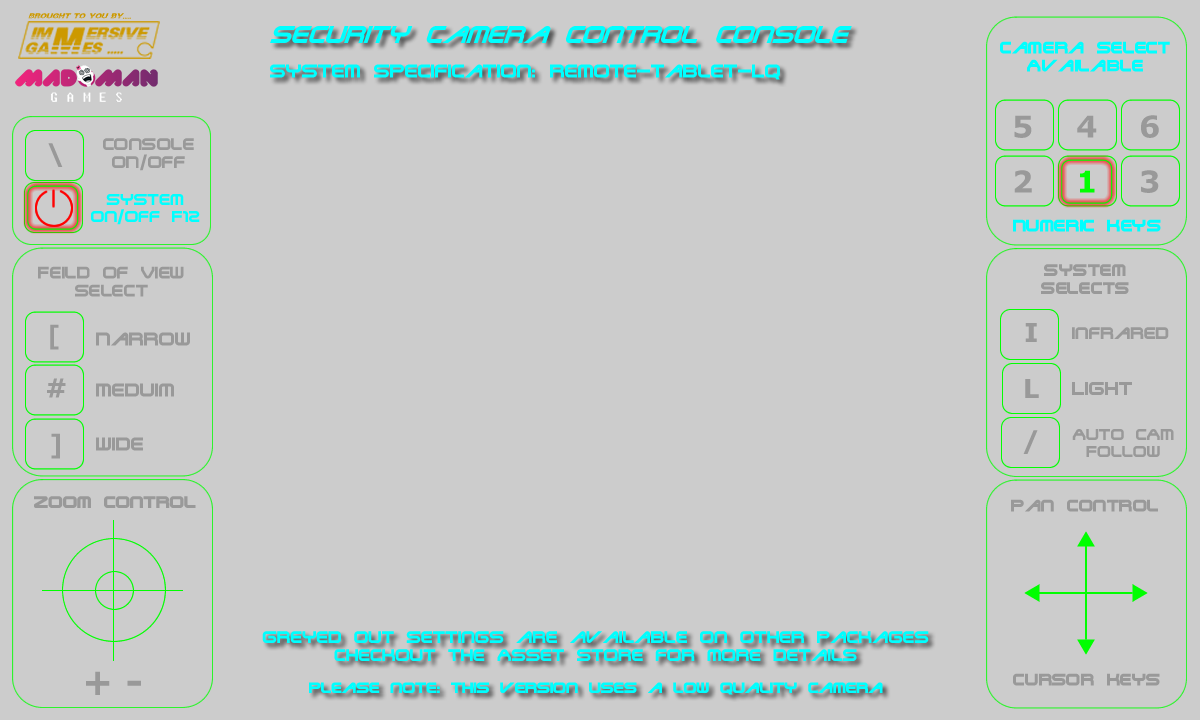 BROUGHT TO YOU BY...
IMMERSIVE
GAMES .....
MAD MAN
GAMES
SECURITY CAMERA CONTROL CONSOLE
SYSTEM SPECIFICATION: REMOTE-TABLET-LQ
\ CONSOLE
ON/OFF
SYSTEM
ON/OFF F12
FEILD OF VIEW
SELECT
[ NARROW
# MEDUIM
] WIDE
ZOOM CONTROL
+ -
CAMERA SELECT
AVAILABLE
5 4 6
2 1 3
NUMERIC KEYS
SYSTEM
SELECTS
I INFRARED
L LIGHT
/ AUTO CAM
FOLLOW
PAN CONTROL
CURSOR KEYS
GREYED OUT SETTINGS ARE AVAILABLE ON OTHER PACKAGES
CHECKOUT THE ASSET STORE FOR MORE DETAILS
PLEASE NOTE: THIS VERSION USES A LOW QUALITY CAMERA